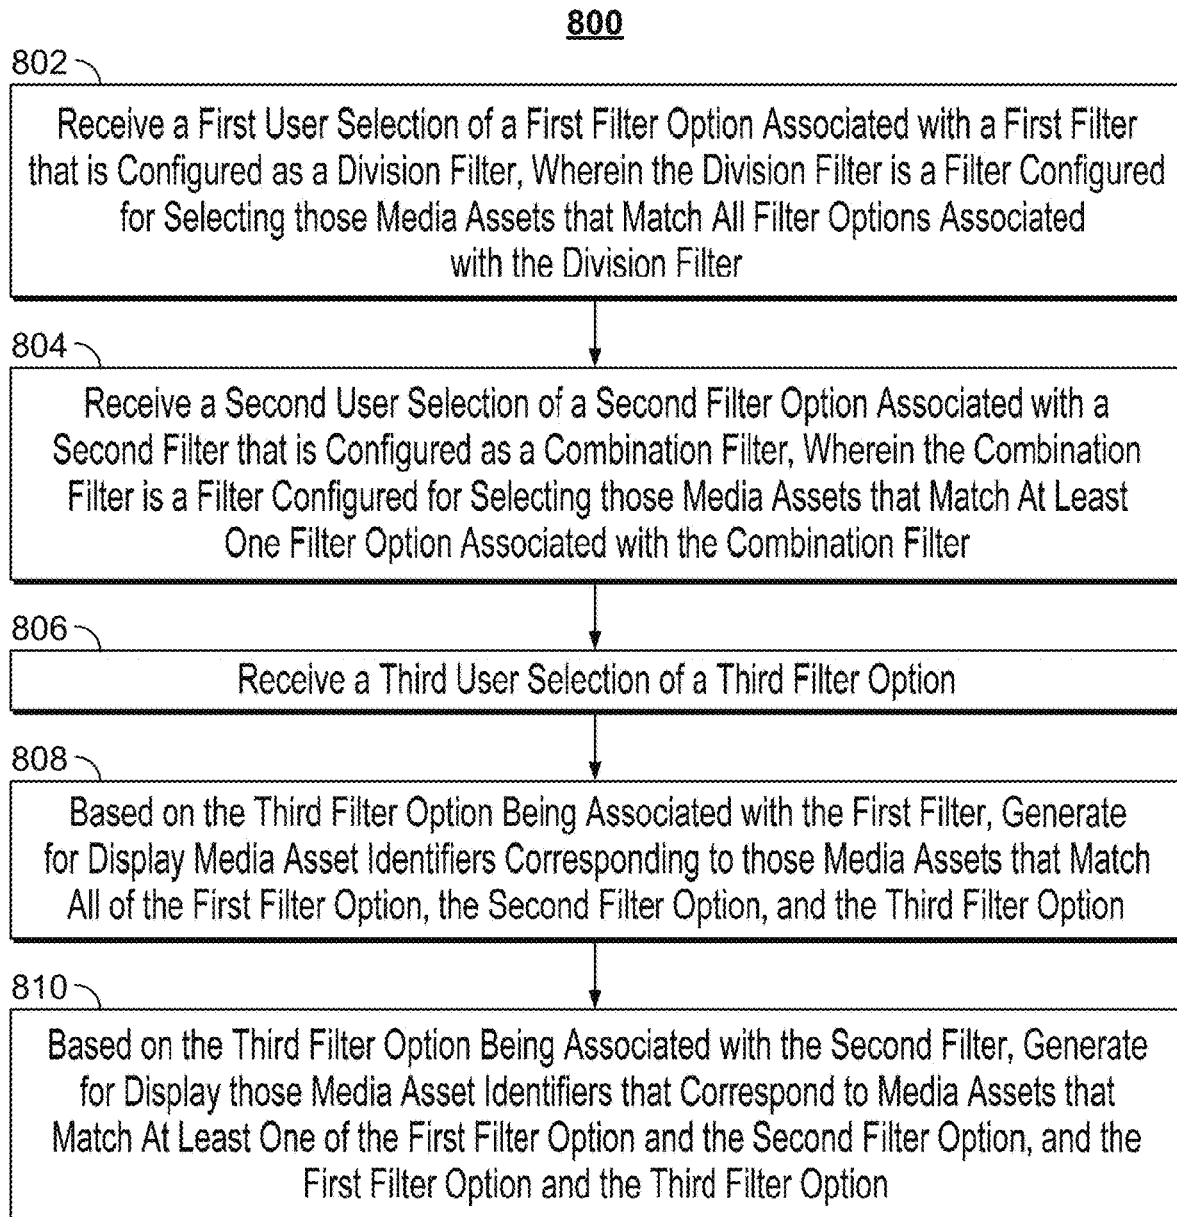 800
802
Receive a First User Selection of a First Filter Option Associated with a First Filter
that is Configured as a Division Filter, Wherein the Division Filter is a Filter Configured
for Selecting those Media Assets that Match All Filter Options Associated
with the Division Filter
804
Receive a Second User Selection of a Second Filter Option Associated with a
Second Filter that is Configured as a Combination Filter, Wherein the Combination
Filter is a Filter Configured for Selecting those Media Assets that Match At Least
One Filter Option Associated with the Combination Filter
806
Receive a Third User Selection of a Third Filter Option
808
Based on the Third Filter Option Being Associated with the First Filter, Generate
for Display Media Asset Identifiers Corresponding to those Media Assets that Match
All of the First Filter Option, the Second Filter Option, and the Third Filter Option
810
Based on the Third Filter Option Being Associated with the Second Filter, Generate
for Display those Media Asset Identifiers that Correspond to Media Assets that
Match At Least One of the First Filter Option and the Second Filter Option, and the
First Filter Option and the Third Filter Option